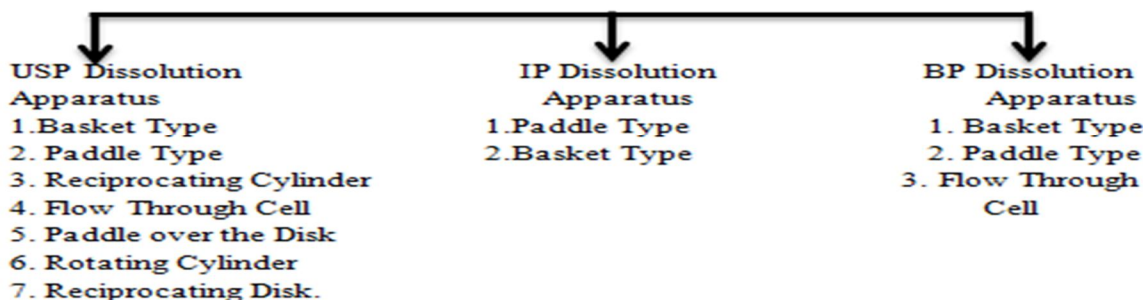 USP Dissolution
Apparatus
1.Basket Type
2. Paddle Type
3. Reciprocating Cylinder
4. Flow Through Cell
5. Paddle over the Disk
6. Rotating Cylinder
7. Reciprocating Disk.
IP Dissolution
Apparatus
1.Paddle Type
2.Basket Type
BP Dissolution
Apparatus
1. Basket Type
2. Paddle Type
3. Flow Through
Cell